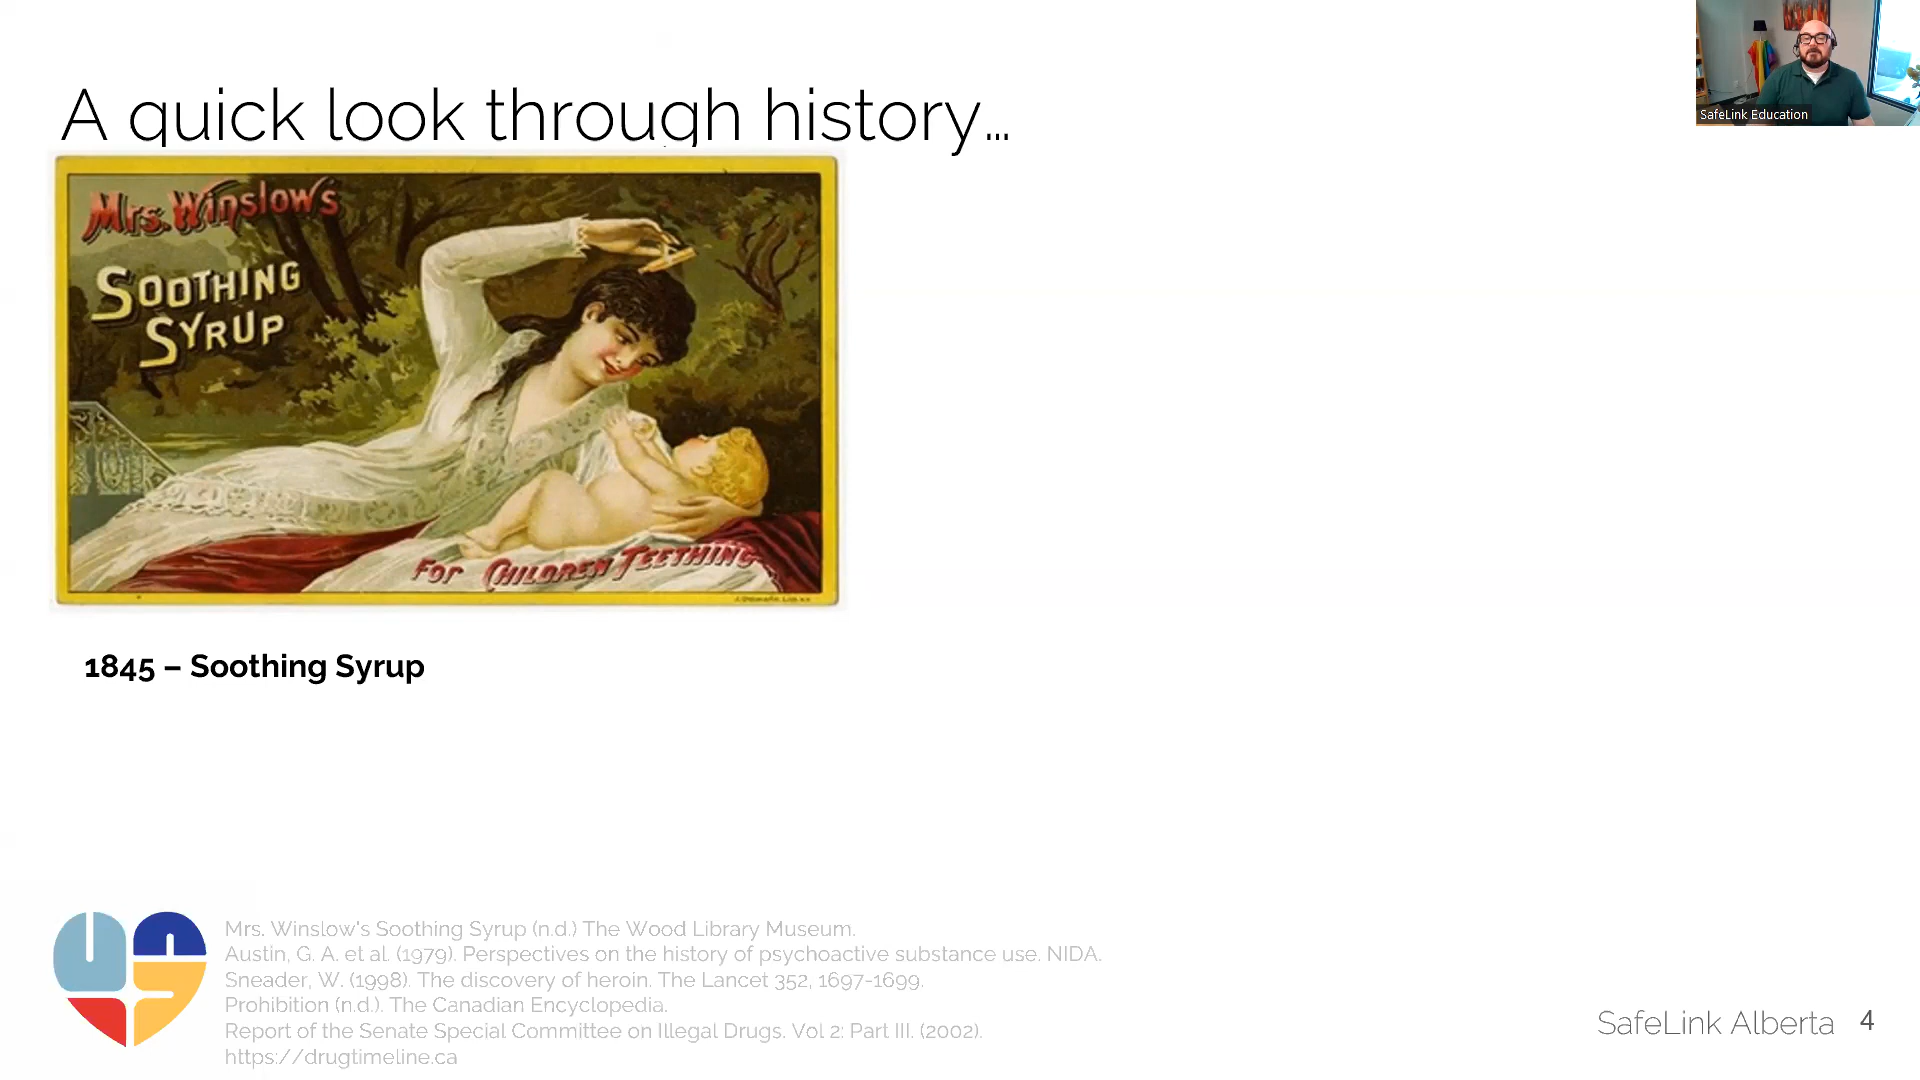 SafeLink Education
A quick look through history...
Mrs. Winslow's
SOOTHING
SYRUP
FOR CHILDREN TEETHING
1845 – Soothing Syrup
Mrs. Winslow's Soothing Syrup (n.d.) The Wood Library Museum.
Austin, G. A. et al. (1979). Perspectives on the history of psychoactive substance use. NIDA.
Sneader, W. (1998). The discovery of heroin. The Lancet 352, 1697-1699.
Prohibition (n.d.). The Canadian Encyclopedia.
Report of the Senate Special Committee on Illegal Drugs. Vol 2: Part III. (2002).
https://drugtimeline.ca
SafeLink Alberta 4